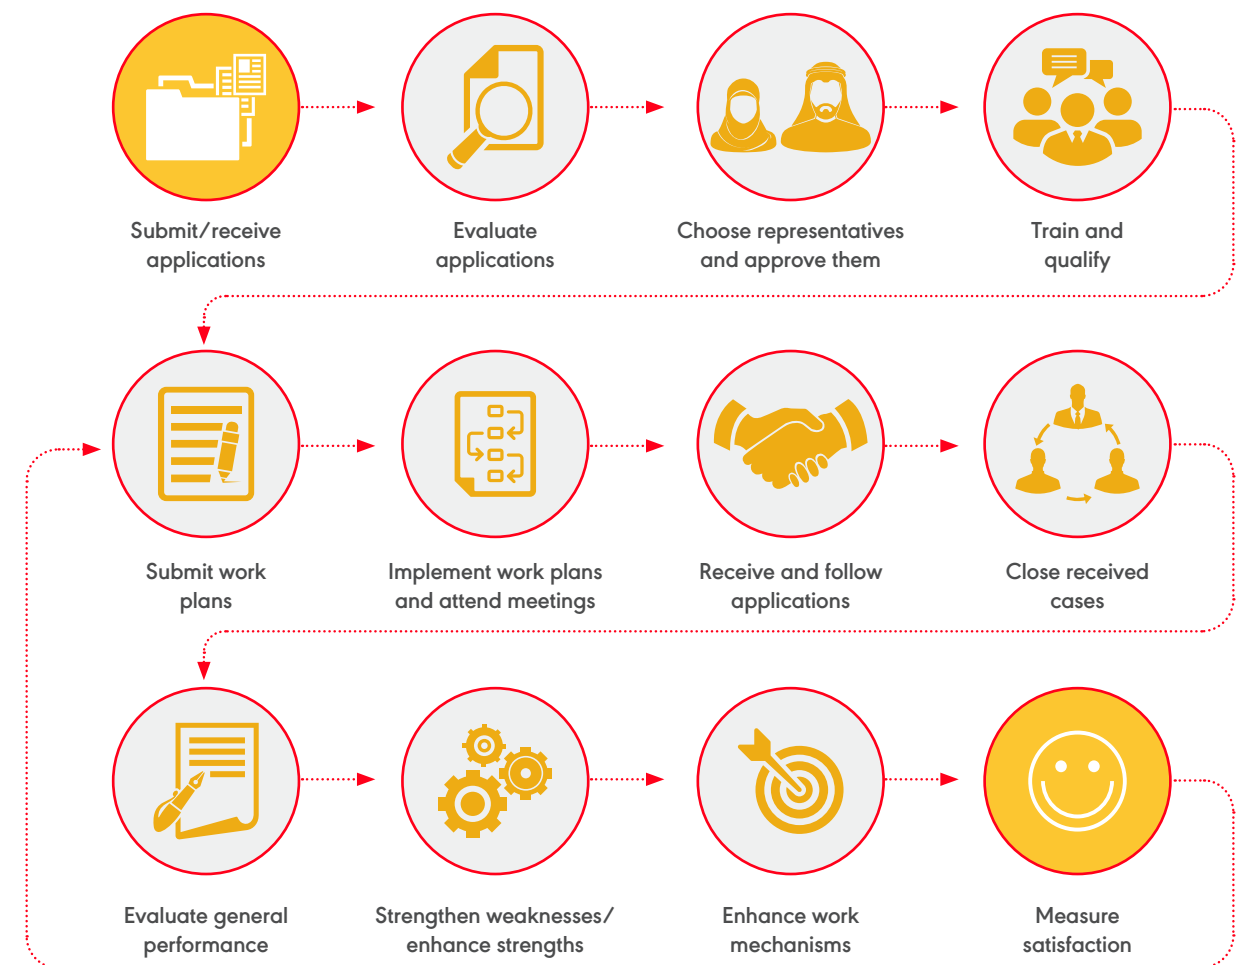 Submit/receive
applications
Evaluate
applications
Choose representatives
and approve them
Train and
qualify
Submit work
plans
Implement work plans
and attend meetings
Receive and follow
applications
Close received
cases
Evaluate general
performance
Strengthen weaknesses/
enhance strengths
Enhance work
mechanisms
Measure
satisfaction